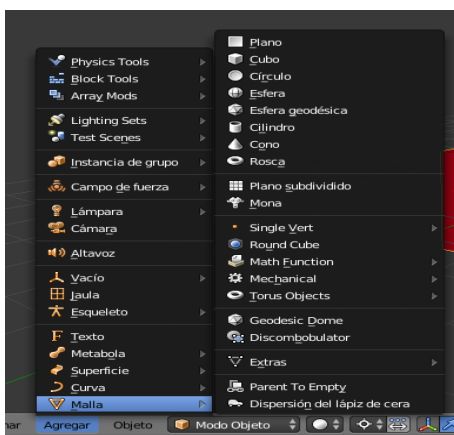 Physics Tools
Block Tools
Array Mods
Lighting Sets
Test Scenes
Instancia de grupo
Campo de fuerza
Lámpara
Cámara
Altavoz
Vacío
Jaula
Esqueleto
Texto
Metabola
Superficie
Curva
Malla
Plano
Cubo
Círculo
Esfera
Esfera geodésica
Cilindro
Cono
Rosca
Plano subdividido
Mona
Single Vert
Round Cube
Math Function
Mechanical
Torus Objects
Geodesic Dome
Discombobulator
Extras
Parent To Empty
Dispersión del lápiz de cera
nar Agregar Objeto Modo Objeto